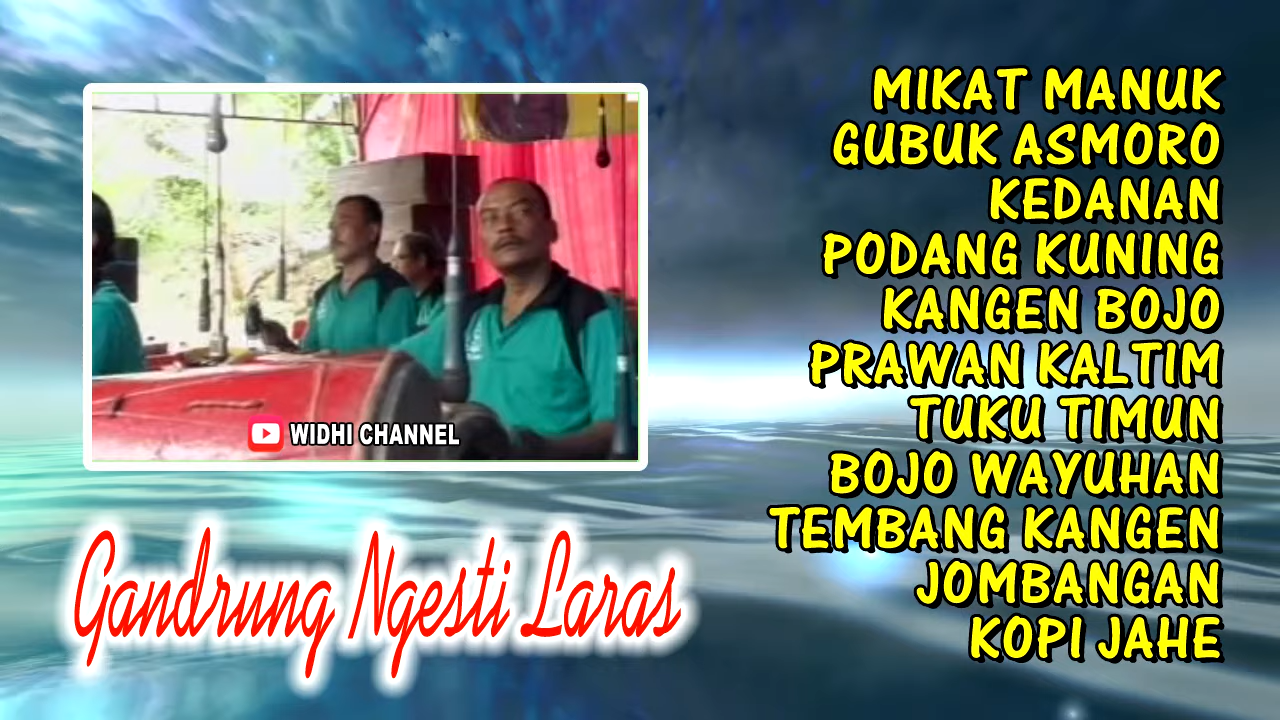 WIDHI CHANNEL
Gandrung Ngesti Laras
MIKAT MANUK
GUBUK ASMORO
KEDANAN
PODANG KUNING
KANGEN BOJO
PRAWAN KALTIM
TUKU TIMUN
BOJO WAYUHAN
TEMBANG KANGEN
JOMBANGAN
KOPI JAHE